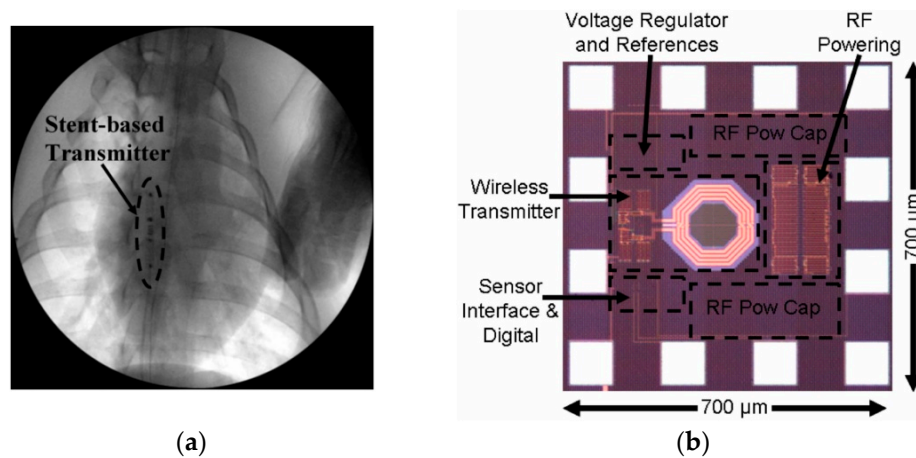 Stent-based
Transmitter
Voltage Regulator
and References
RF
Powering
RF Pow Cap
Wireless
Transmitter
Sensor
Interface &
Digital
RF Pow Cap
700 µm
700 µm
(a)
(b)